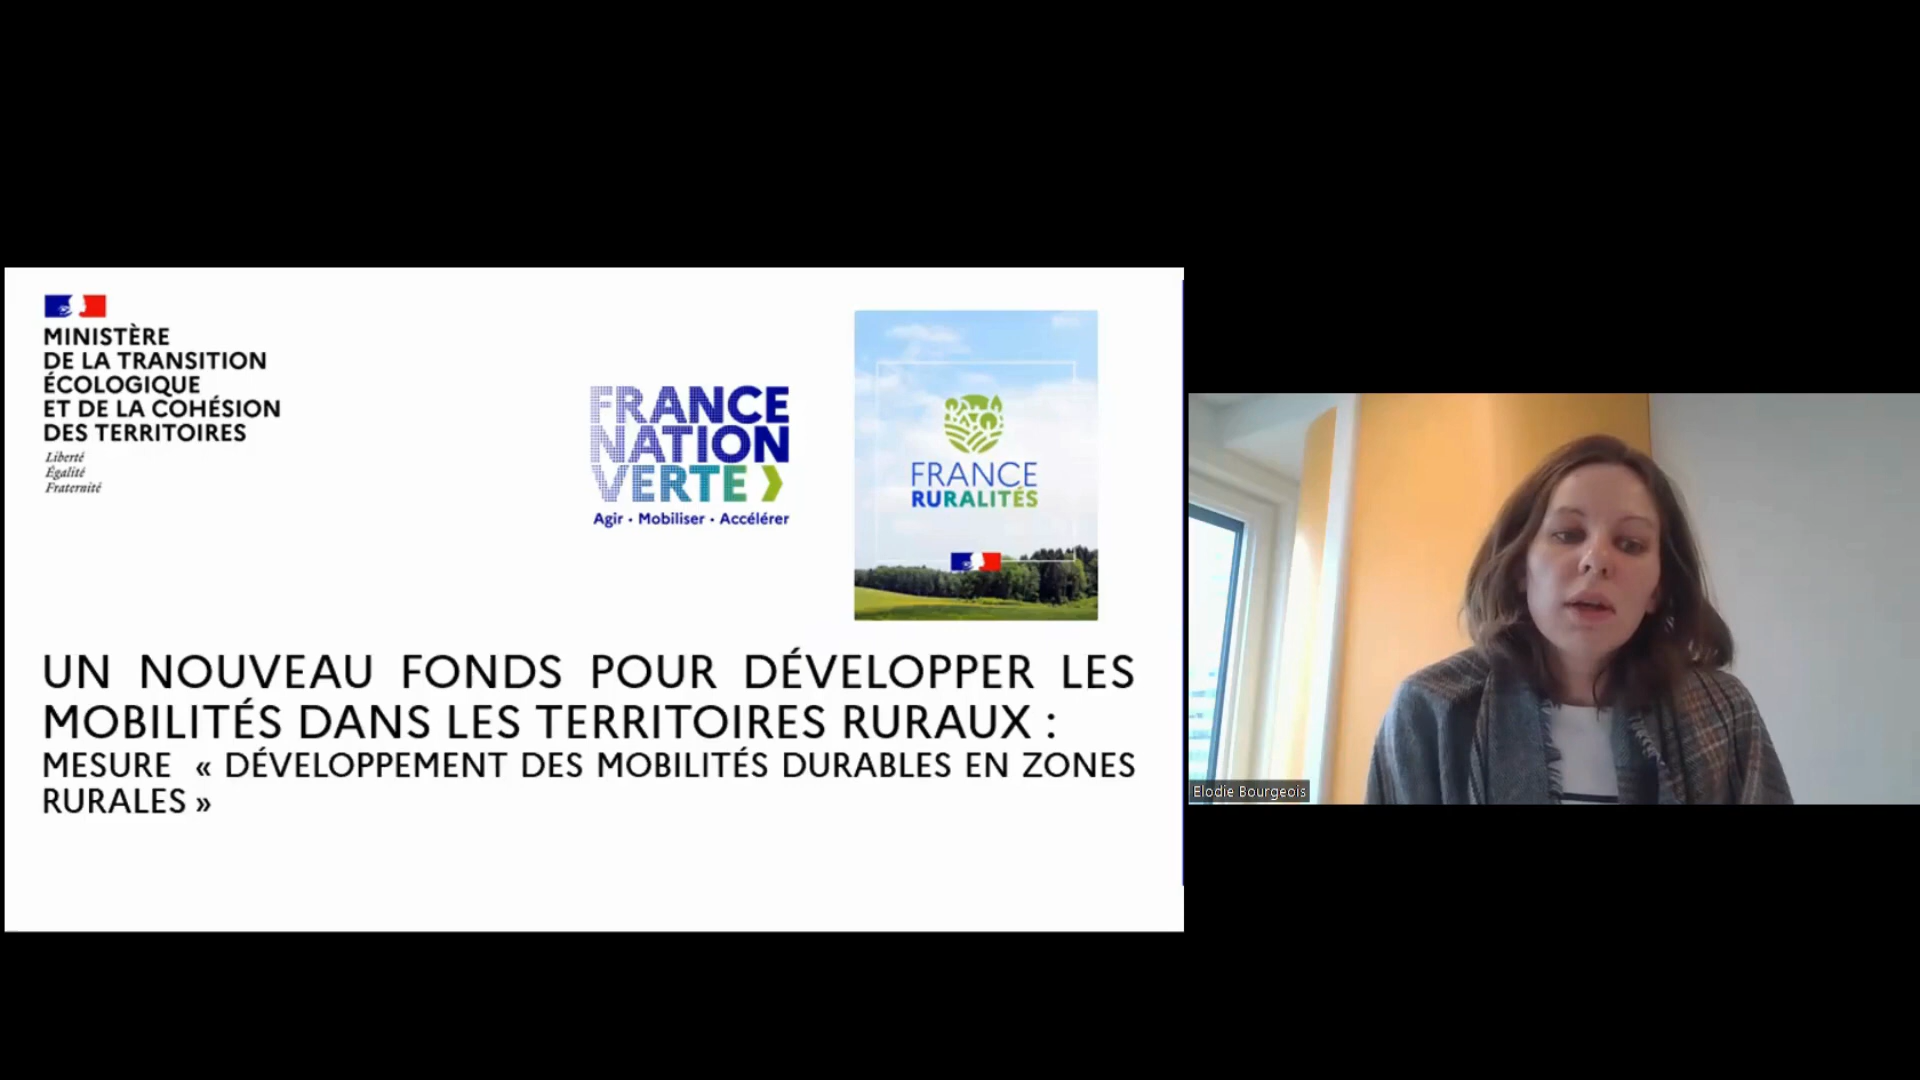 MINISTÈRE
DE LA TRANSITION
ÉCOLOGIQUE
ET DE LA COHÉSION
DES TERRITOIRES
Liberté
Égalité
Fraternité
FRANCE
NATION
VERTE
Agir • Mobiliser • Accélérer
FRANCE
RURALITÉS
UN NOUVEAU FONDS POUR DÉVELOPPER LES
MOBILITÉS DANS LES TERRITOIRES RURAUX :
MESURE « DÉVELOPPEMENT DES MOBILITÉS DURABLES EN ZONES
RURALES »
Elodie Bourgeois